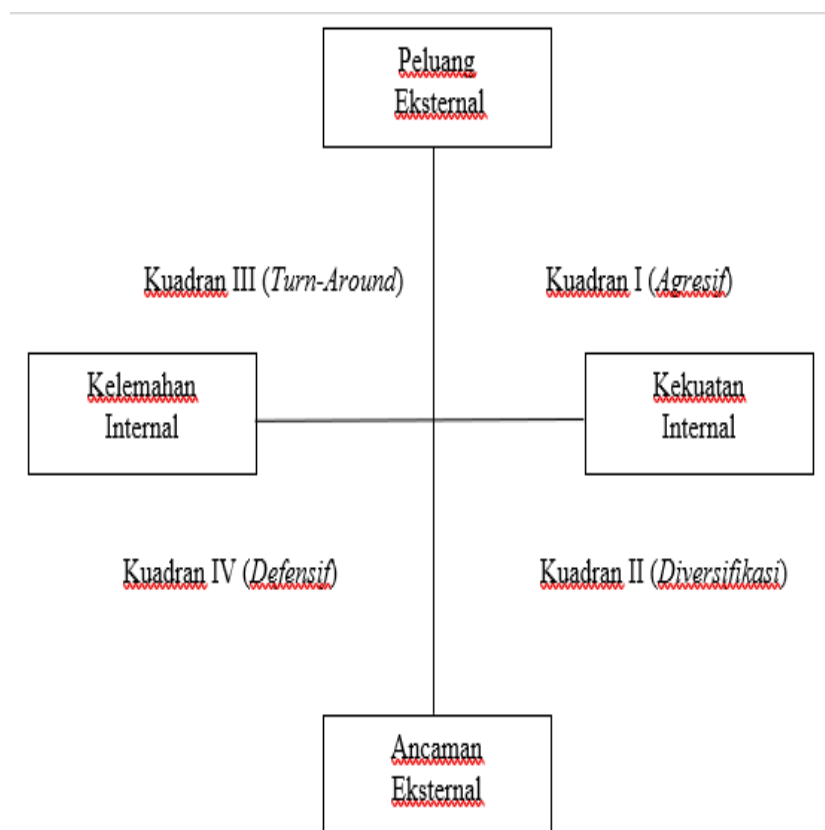 Peluang
Eksternal
Kuadran III (Turn-Around)
Kuadran I (Agresif)
Kelemahan
Internal
Kekuatan
Internal
Kuadran IV (Defensif)
Kuadran II (Diversifikasi)
Ancaman
Eksternal